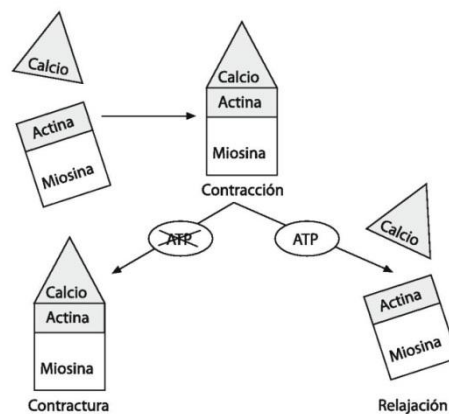 Calcio
Actina
Miosina
Calcio
Actina
Miosina
Contracción
ATP
ATP
Calcio
Actina
Miosina
Contractura
Calcio
Actina
Miosina
Relajación